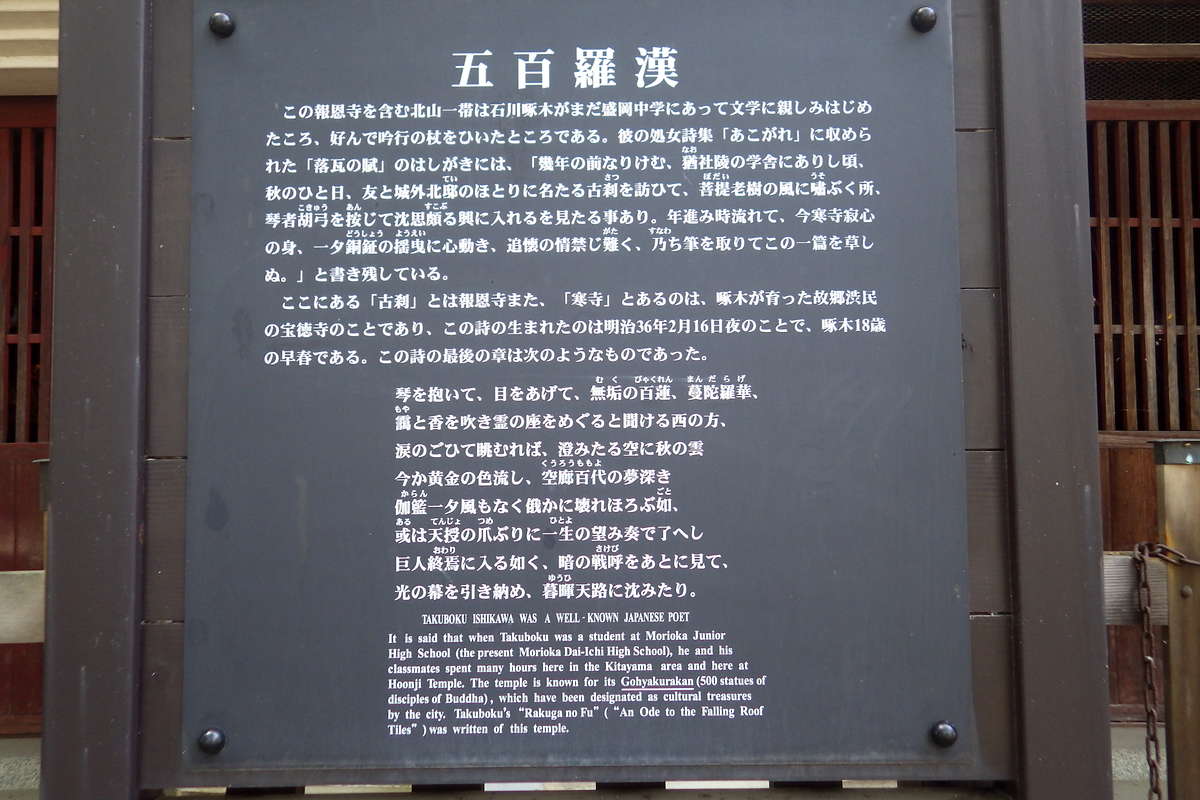 五百羅漢
この報恩寺を含む北山一帯は石川啄木がまだ盛岡中学にあって文学に親しみはじめ
たころ、好んで吟行の杖をひいたところである。彼の処女詩集「あこがれ」に収めら
れた「落瓦の賦」のはしがきには、「幾年の前なりけむ、猶社陵の学舎にありし頃、
秋のひと日、友と城外北邸のほとりに名たる古刹を訪ひて、菩提老樹の風に嘯ぶく所、
琴者胡弓を按じて沈思頗る興に入れるを見たる事あり。年進み時流れて、今寒寺寂心
の身、一夕銅鉦の揺曳に心動き、追懐の情禁じ難く、乃ち筆を取りてこの一篇を草し
ぬ。」と書き残している。
ここにある「古刹」とは報恩寺また、「寒寺」とあるのは、啄木が育った故郷渋民
の宝徳寺のことであり、この詩の生まれたのは明治36年2月16日夜のことで、啄木18歳
の早春である。この詩の最後の章は次のようなものであった。
琴を抱いて、目をあげて、無垢の百蓮、蔓陀羅華、
靄と香を吹き霊の座をめぐると聞ける西の方、
涙のごひて眺むれば、澄みたる空に秋の雲
今か黄金の色流し、空廊百代の夢深き
伽籃一夕風もなく俄かに壊れほろぶ如、
或は天授の爪ぶりに一生の望み奏で了へし
巨人終焉に入る如く、暗の戦呼をあとに見て、
光の幕を引き納め、暮暉天路に沈みたり。
TAKUBOKU ISHIKAWA WAS A WELL-KNOWN JAPANESE POET
It is said that when Takuboku was a student at Morioka Junior
High School (the present Morioka Dai-Ichi High School), he and his
classmates spent many hours here in the Kitayama area and here at
Hoonji Temple. The temple is known for its Gohyakurakan (500 statues of
disciples of Buddha), which have been designated as cultural treasures
by the city. Takuboku's "Rakuga no Fu" ( "An Ode to the Falling Roof
Tiles" ) was written of this temple.